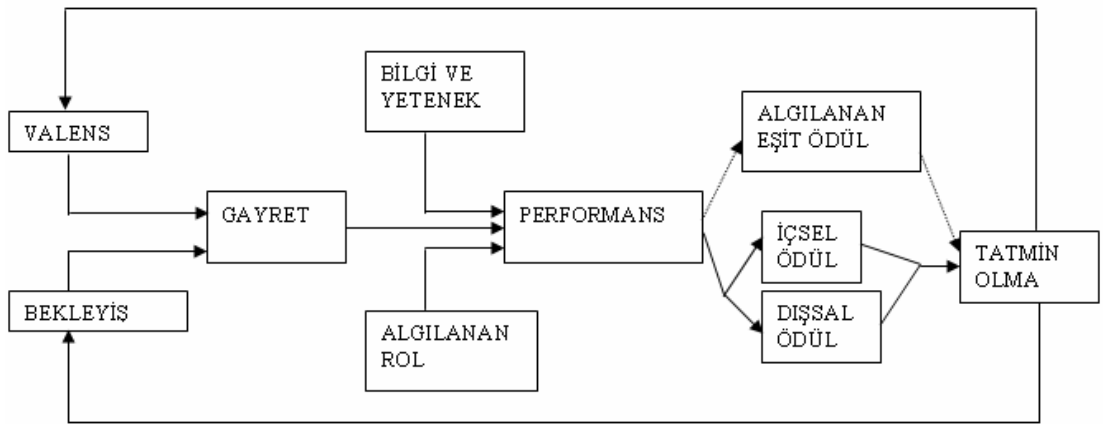 BİLGİ VE
YETENEK
VALENS
ALGILANAN
EŞİT ÖDÜL
GAYRET
PERFORMANS
İÇSEL
ÖDÜL
TATMİN
OLMA
BEKLEYİŞ
ALGILANAN
ROL
DIŞSAL
ÖDÜL